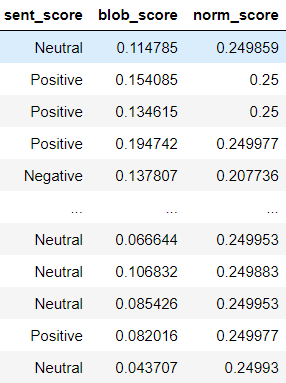 sent_score blob_score norm_score
Neutral 0.114785 0.249859
Positive 0.154085 0.25
Positive 0.134615 0.25
Positive 0.194742 0.249977
Negative 0.137807 0.207736
... ... ...
Neutral 0.066644 0.249953
Neutral 0.106832 0.249883
Neutral 0.085426 0.249953
Positive 0.082016 0.249977
Neutral 0.043707 0.24993